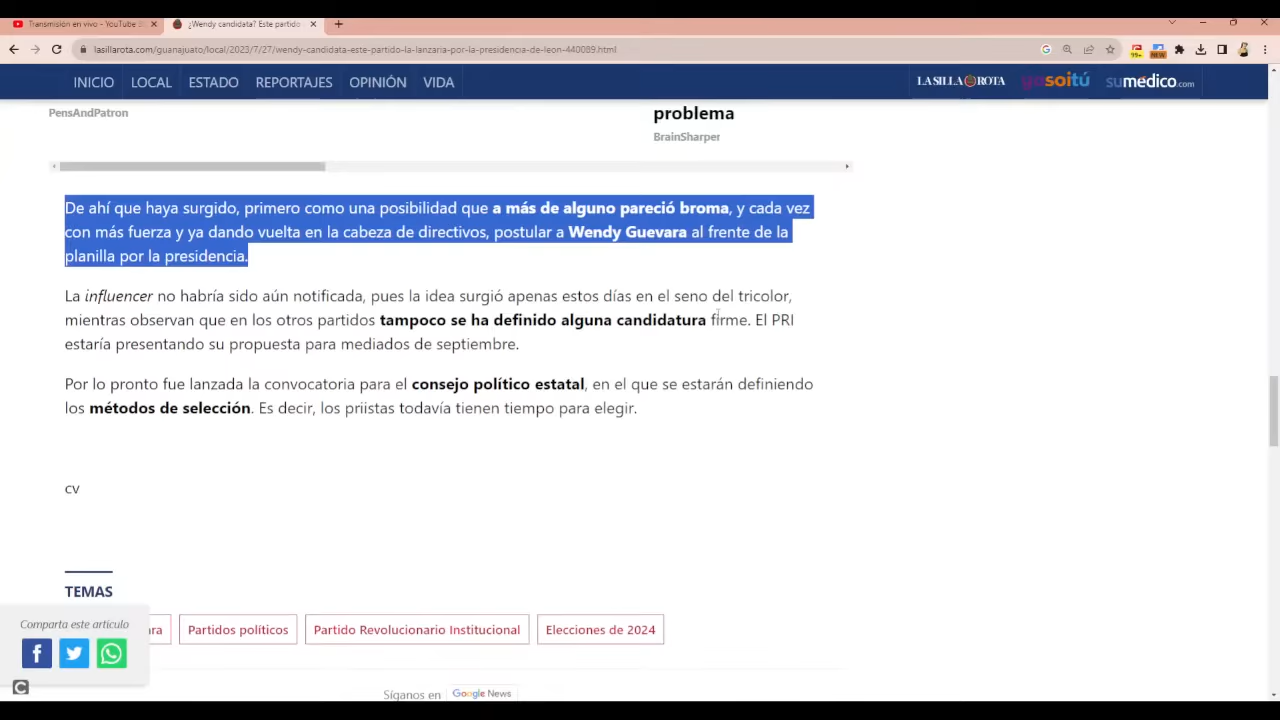 Transmisión en vivo - YouTube S
¿Wendy candidata? Este partido
lasillarota.com/guanajuato/local/2023/7/27/wendy-candidata-este-partido-la-lanzaria-por-la-presidencia-de-leon-440089.html
99+
NEW
INICIO LOCAL ESTADO REPORTAJES OPINIÓN VIDA LA SILLA ROTA yosoitú sumédico.com
PensAndPatron
problema
BrainSharper
De ahí que haya surgido, primero como una posibilidad que a más de alguno pareció broma, y cada vez
con más fuerza y ya dando vuelta en la cabeza de directivos, postular a Wendy Guevara al frente de la
planilla por la presidencia.
La influencer no habría sido aún notificada, pues la idea surgió apenas estos días en el seno del tricolor,
mientras observan que en los otros partidos tampoco se ha definido alguna candidatura firme. El PRI
estaría presentando su propuesta para mediados de septiembre.
Por lo pronto fue lanzada la convocatoria para el consejo político estatal, en el que se estarán definiendo
los métodos de selección. Es decir, los priistas todavía tienen tiempo para elegir.
cv
TEMAS
Comparta este artículo
ara Partidos políticos Partido Revolucionario Institucional Elecciones de 2024
Síganos en Google News